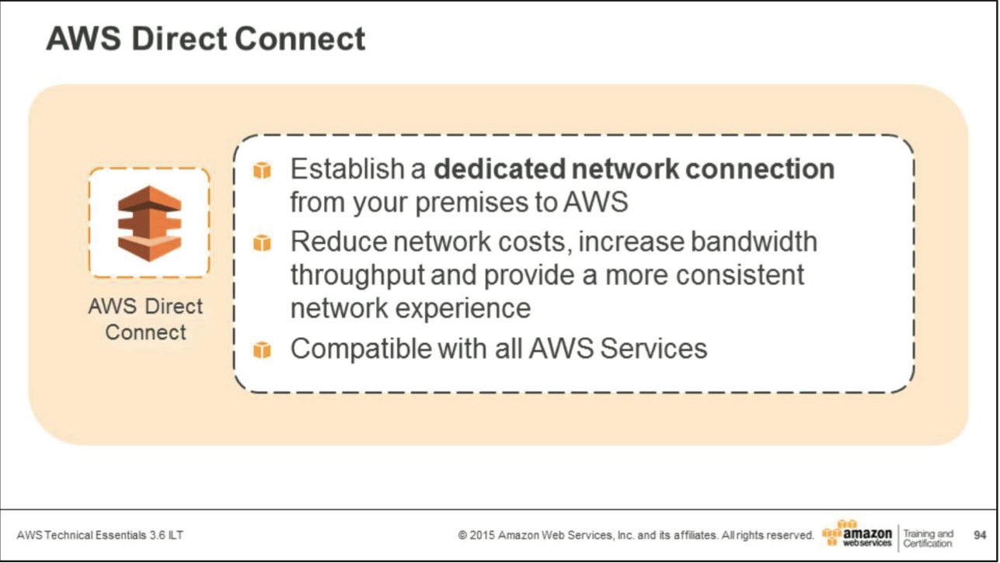 AWS Direct Connect
Establish a dedicated network connection
from your premises to AWS
Reduce network costs, increase bandwidth
throughput and provide a more consistent
network experience
Compatible with all AWS Services
AWS Direct
Connect
AWS Technical Essentials 3.6 ILT
© 2015 Amazon Web Services, Inc. and its affiliates. All rights reserved.
amazon
webservices
Training and
Certification
94